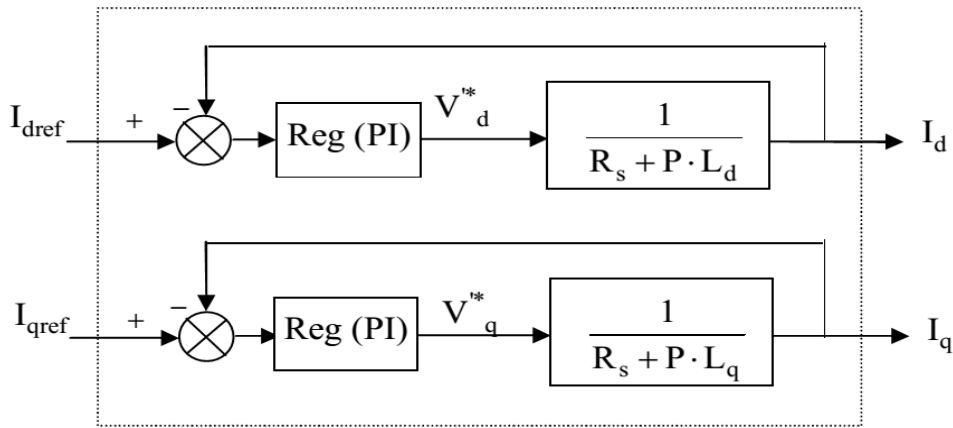 I_dref + − Reg (PI) V'*_d 1 / (R_s + P · L_d) I_d
I_qref + − Reg (PI) V'*_q 1 / (R_s + P · L_q) I_q